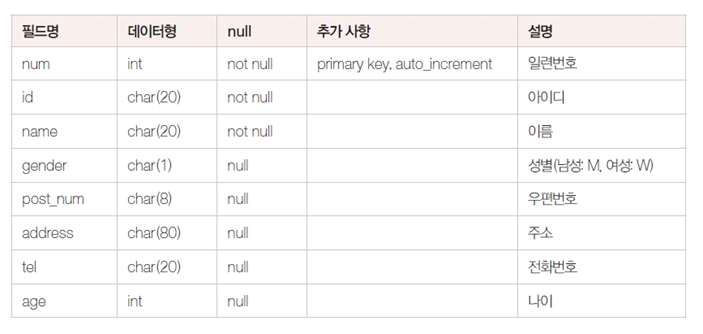 필드명 데이터형 null 추가 사항 설명
num int not null primary key, auto_increment 일련번호
id char(20) not null 아이디
name char(20) not null 이름
gender char(1) null 성별(남성: M, 여성: W)
post_num char(8) null 우편번호
address char(80) null 주소
tel char(20) null 전화번호
age int null 나이